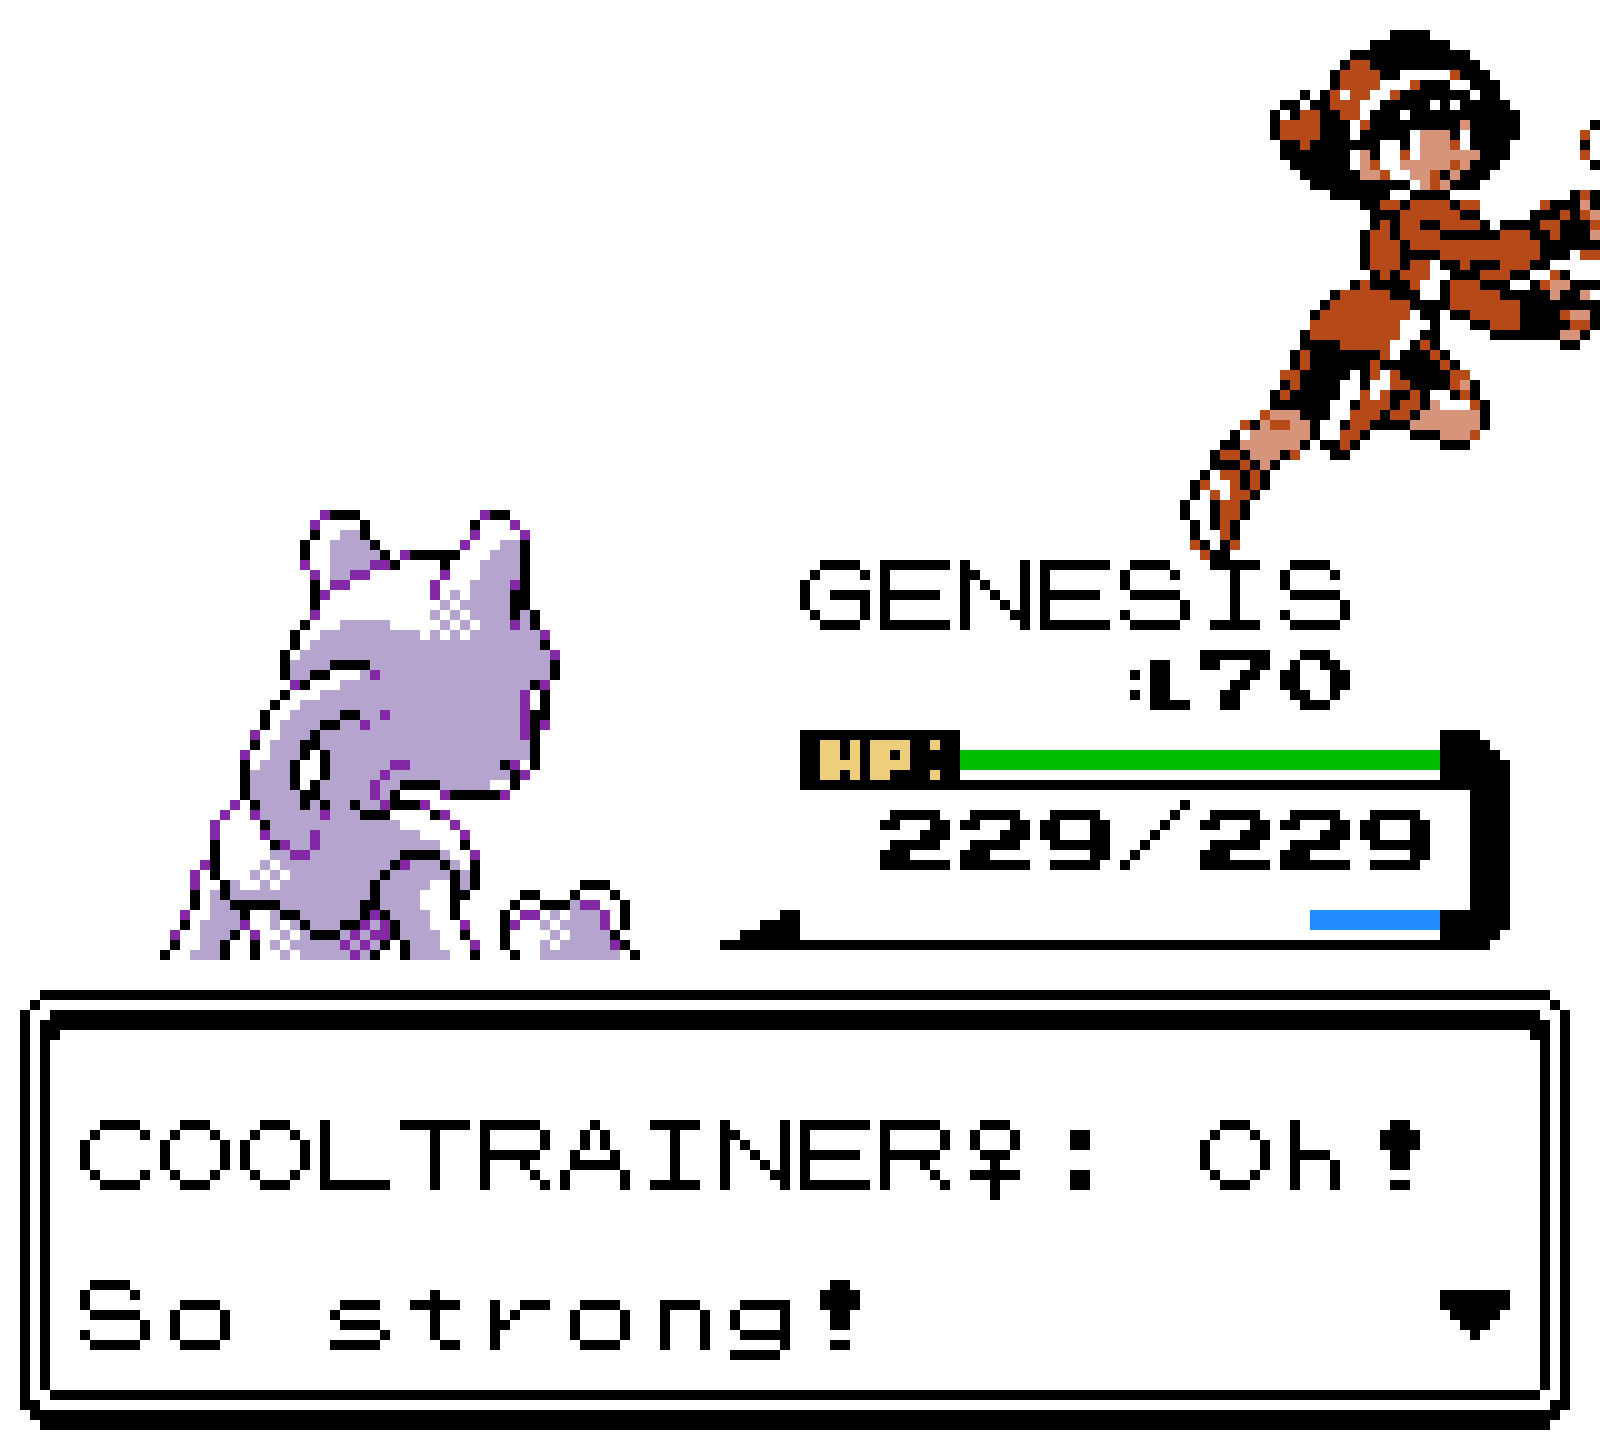 GENESIS
:L70
HP:
229/229
COOLTRAINER♀: Oh!
So strong!